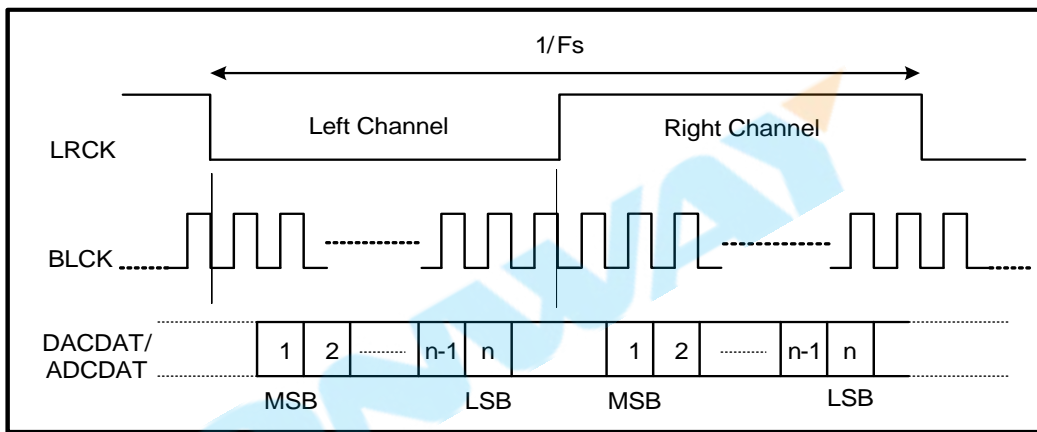 1/Fs
Left Channel
Right Channel
LRCK
BLCK
DACDAT/
ADCDAT
1 2 n-1 n 1 2 n-1 n
MSB LSB MSB LSB